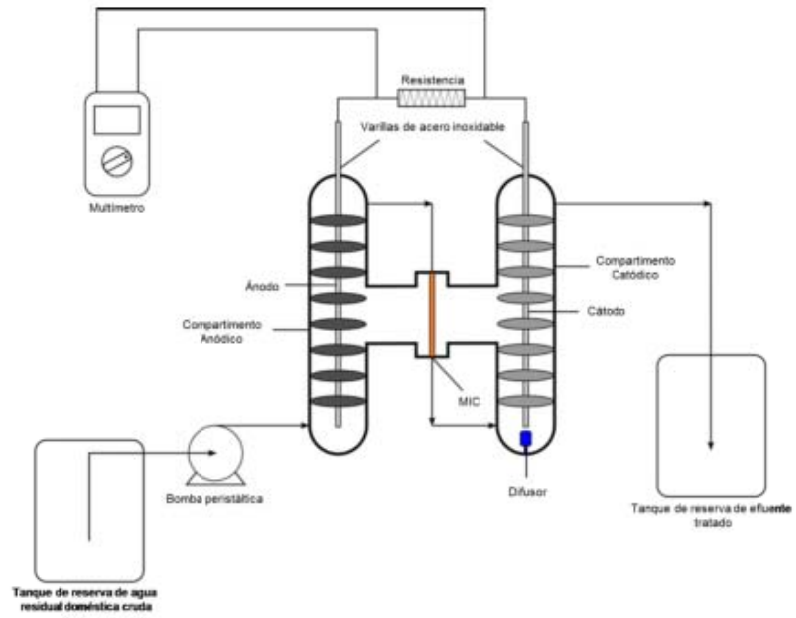 Resistencia
Varillas de acero inoxidable
Multímetro
Compartimento
Catódico
Ánodo
Cátodo
Compartimento
Anódico
MIC
Bomba peristáltica
Difusor
Tanque de reserva de efluente
tratado
Tanque de reserva de agua
residual doméstica cruda